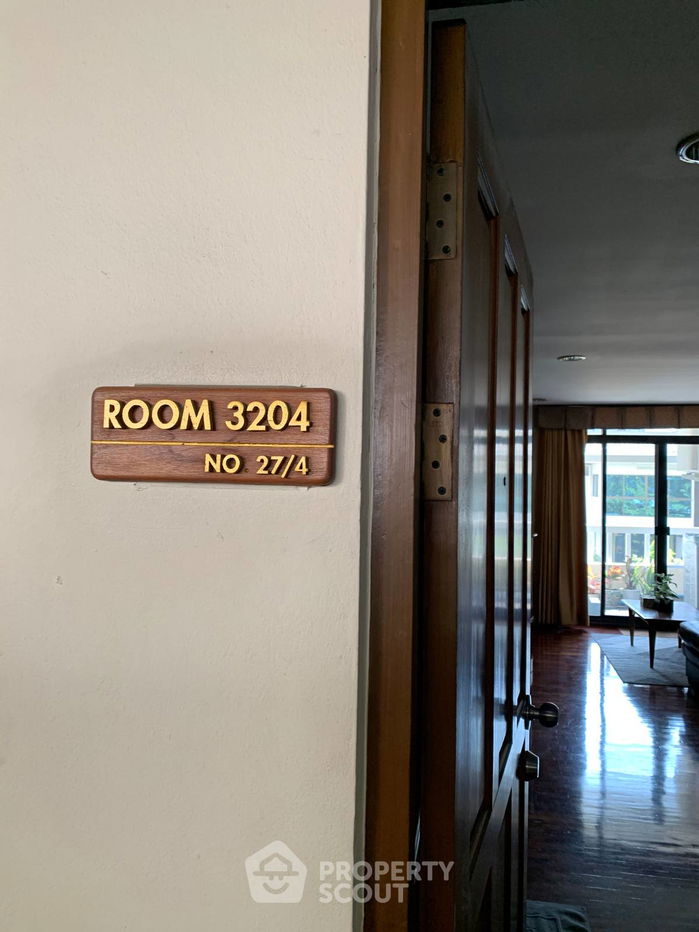 ROOM 3204
NO 27/4
PROPERTY
SCOUT